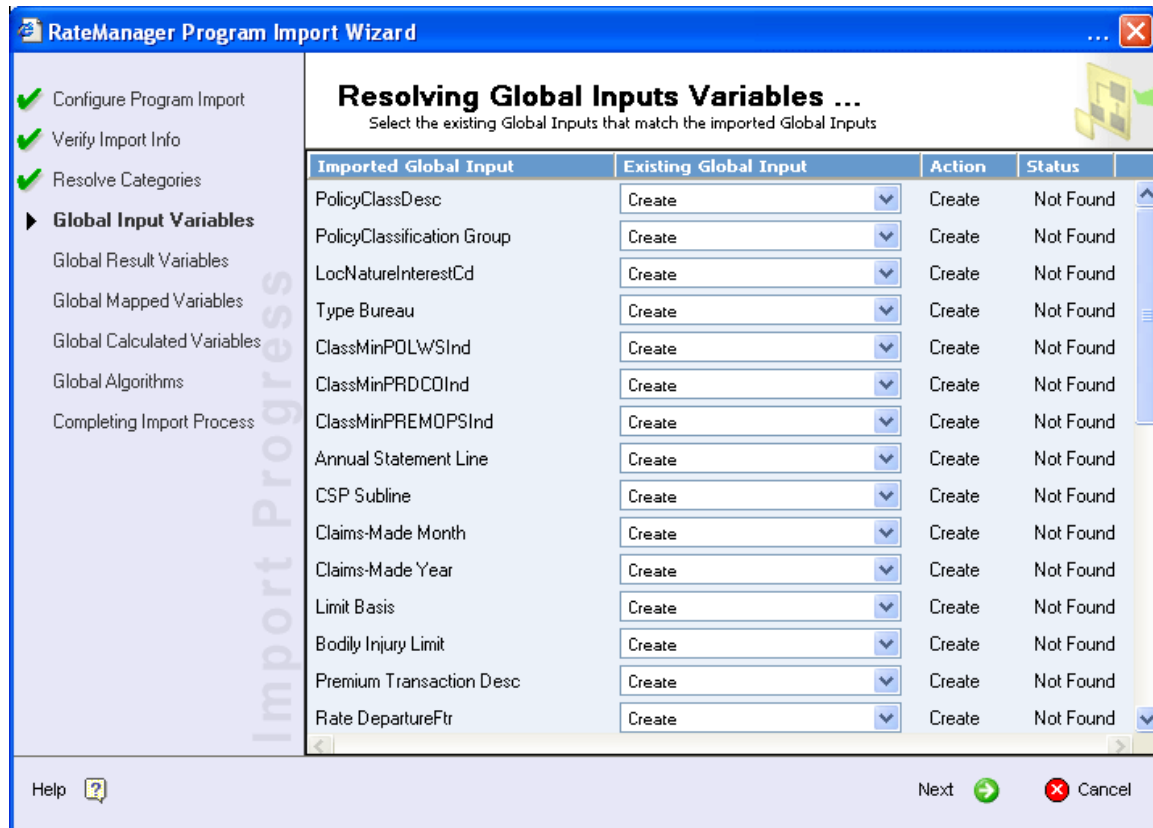 RateManager Program Import Wizard ...
Configure Program Import
Verify Import Info
Resolve Categories
Global Input Variables
Global Result Variables
Global Mapped Variables
Global Calculated Variables
Global Algorithms
Completing Import Process
Import Progress
Resolving Global Inputs Variables ...
Select the existing Global Inputs that match the imported Global Inputs
Imported Global Input Existing Global Input Action Status
PolicyClassDesc Create Create Not Found
PolicyClassification Group Create Create Not Found
LocNatureInterestCd Create Create Not Found
Type Bureau Create Create Not Found
ClassMinPOLWSInd Create Create Not Found
ClassMinPRDCOInd Create Create Not Found
ClassMinPREMOPSInd Create Create Not Found
Annual Statement Line Create Create Not Found
CSP Subline Create Create Not Found
Claims-Made Month Create Create Not Found
Claims-Made Year Create Create Not Found
Limit Basis Create Create Not Found
Bodily Injury Limit Create Create Not Found
Premium Transaction Desc Create Create Not Found
Rate DepartureFtr Create Create Not Found
Help ? Next Cancel